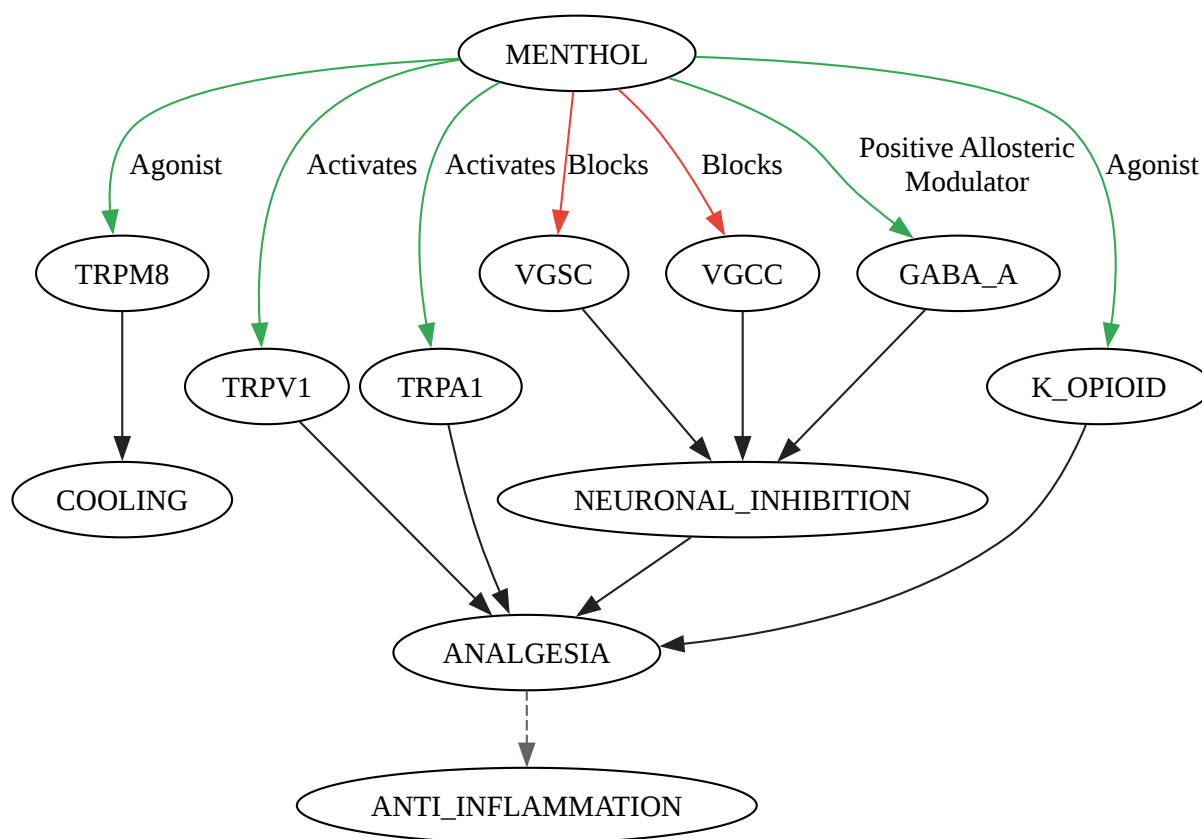 MENTHOL
Agonist
Activates
Activates
Blocks
Blocks
Positive Allosteric
Modulator
Agonist
TRPM8
VGSC
VGCC
GABA_A
TRPV1
TRPA1
K_OPIOID
COOLING
NEURONAL_INHIBITION
ANALGESIA
ANTI_INFLAMMATION